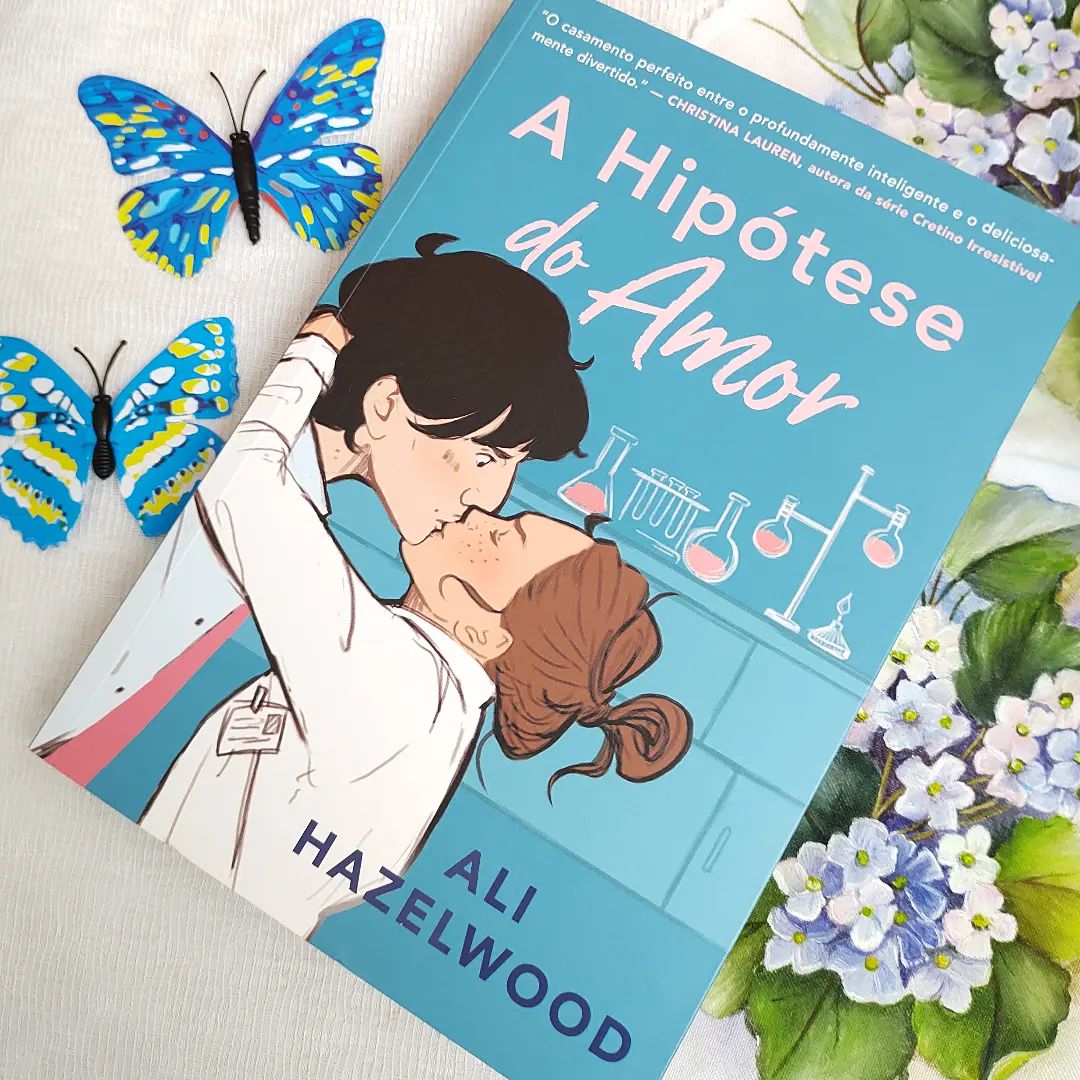 "O casamento perfeito entre o profundamente inteligente e o deliciosa-
mente divertido." — CHRISTINA LAUREN, autora da série Cretino Irresistível
A Hipótese
do Amor
ALI
HAZELWOOD